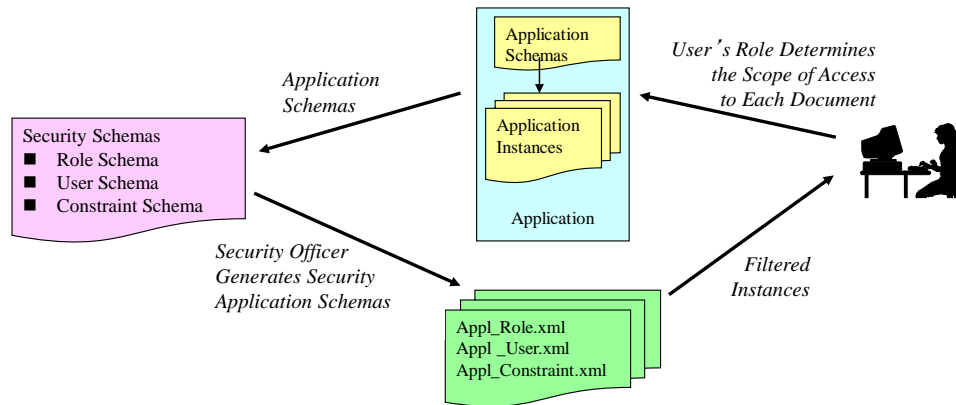 Application
Schemas
Application
Instances
Application
User's Role Determines
the Scope of Access
to Each Document
Application
Schemas
Security Schemas
■ Role Schema
■ User Schema
■ Constraint Schema
Security Officer
Generates Security
Application Schemas
Appl_Role.xml
Appl _User.xml
Appl_Constraint.xml
Filtered
Instances